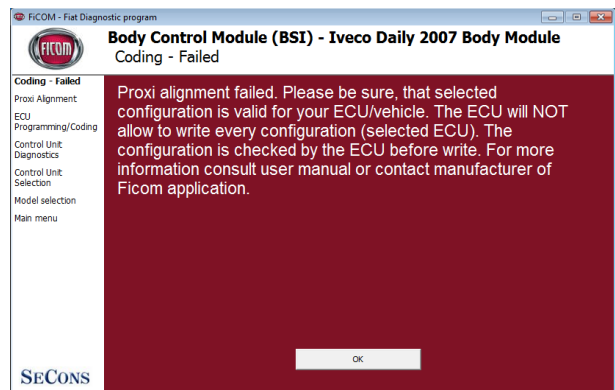 FiCOM - Fiat Diagnostic program
FICOM
Body Control Module (BSI) - Iveco Daily 2007 Body Module
Coding - Failed
Coding - Failed
Proxi Alignment
ECU
Programming/Coding
Control Unit
Diagnostics
Control Unit
Selection
Model selection
Main menu
Proxi alignment failed. Please be sure, that selected
configuration is valid for your ECU/vehicle. The ECU will NOT
allow to write every configuration (selected ECU). The
configuration is checked by the ECU before write. For more
information consult user manual or contact manufacturer of
Ficom application.
OK
SECONS